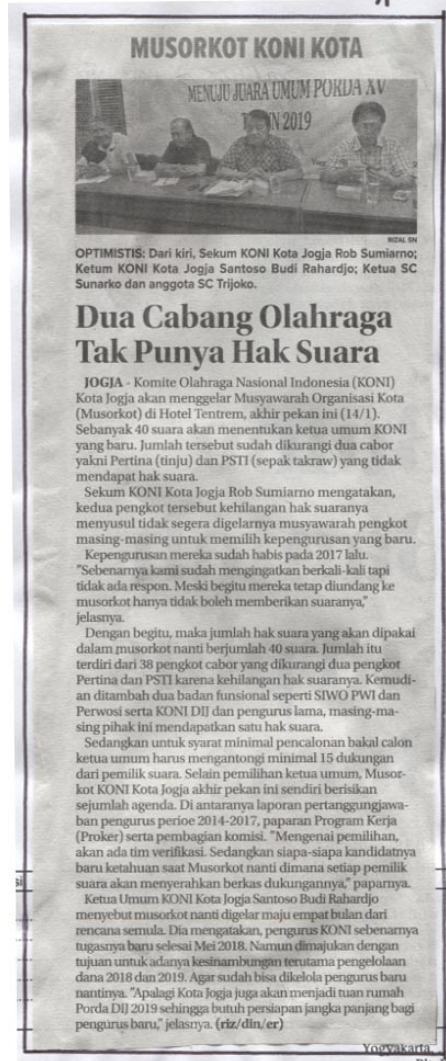 MUSORKOT KONI KOTA
MENUJU JUARA UMUM PORDA XV
TAHUN 2019
RIZAL SN
OPTIMISTIS: Dari kiri, Sekum KONI Kota Jogja Rob Sumiarno;
Ketum KONI Kota Jogja Santoso Budi Rahardjo; Ketua SC
Sunarko dan anggota SC Trijoko.
Dua Cabang Olahraga
Tak Punya Hak Suara
JOGJA - Komite Olahraga Nasional Indonesia (KONI)
Kota Jogja akan menggelar Musyawarah Organisasi Kota
(Musorkot) di Hotel Tentrem, akhir pekan ini (14/1).
Sebanyak 40 suara akan menentukan ketua umum KONI
yang baru. Jumlah tersebut sudah dikurangi dua cabor
yakni Pertina (tinju) dan PSTI (sepak takraw) yang tidak
mendapat hak suara.
Sekum KONI Kota Jogja Rob Sumiarno mengatakan,
kedua pengkot tersebut kehilangan hak suaranya
menyusul tidak segera digelarnya musyawarah pengkot
masing-masing untuk memilih kepengurusan yang baru.
Kepengurusan mereka sudah habis pada 2017 lalu.
"Sebenarnya kami sudah mengingatkan berkali-kali tapi
tidak ada respon. Meski begitu mereka tetap diundang ke
musorkot hanya tidak boleh memberikan suaranya,"
jelasnya.
Dengan begitu, maka jumlah hak suara yang akan dipakai
dalam musorkot nanti berjumlah 40 suara. Jumlah itu
terdiri dari 38 pengkot cabor yang dikurangi dua pengkot
Pertina dan PSTI karena kehilangan hak suaranya. Kemudi-
an ditambah dua badan funsional seperti SIWO PWI dan
Perwosi serta KONI DIJ dan pengurus lama, masing-ma-
sing pihak ini mendapatkan satu hak suara.
Sedangkan untuk syarat minimal pencalonan bakal calon
ketua umum harus mengantongi minimal 15 dukungan
dari pemilik suara. Selain pemilihan ketua umum, Musor-
kot KONI Kota Jogja akhir pekan ini sendiri berisikan
sejumlah agenda. Di antaranya laporan pertanggungjawa-
ban pengurus perioe 2014-2017, paparan Program Kerja
(Proker) serta pembagian komisi. "Mengenai pemilihan,
akan ada tim verifikasi. Sedangkan siapa-siapa kandidatnya
baru ketahuan saat Musorkot nanti dimana setiap pemilik
suara akan menyerahkan berkas dukungannya," paparnya.
Ketua Umum KONI Kota Jogja Santoso Budi Rahardjo
menyebut musorkot nanti digelar maju empat bulan dari
rencana semula. Dia mengatakan, pengurus KONI sebenarnya
tugasnya baru selesai Mei 2018. Namun dimajukan dengan
tujuan untuk adanya kesinambungan terutama pengelolaan
dana 2018 dan 2019. Agar sudah bisa dikelola pengurus baru
nantinya. "Apalagi Kota Jogja juga akan menjadi tuan rumah
Porda DIJ 2019 sehingga butuh persiapan jangka panjang bagi
pengurus baru," jelasnya. (riz/din/er)
Yogyakarta